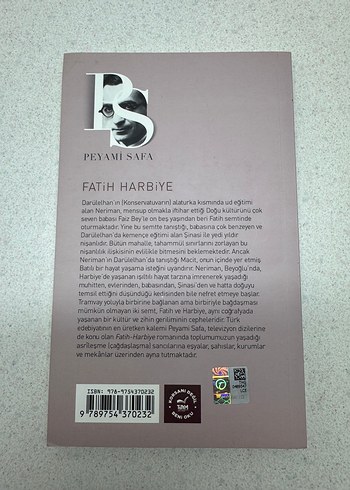 PS
PEYAMİ SAFA
FATİH HARBİYE
Darülelhan'ın (Konservatuvarın) alaturka kısmında ud eğitimi
alan Neriman, mensup olmakla iftihar ettiği Doğu kültürünü çok
seven babası Faiz Bey'le on beş yaşından beri Fatih semtinde
oturmaktadır. Yine bu semtte tanıştığı, babasına çok benzeyen ve
Darülelhan'da kemençe eğitimi alan Şinasi ile yedi yıldır
nişanlıdır. Bütün mahalle, tahammül sınırlarını zorlayan bu
nişanlılık ilişkisinin evlilikle bitmesini beklemektedir. Ancak
Neriman'ın Darülelhan'da tanıştığı Macit, onun içinde yer etmiş
Batılı bir hayat yaşama isteğini uyandırır. Neriman, Beyoğlu'nda,
Harbiye'de yaşanan ışıltılı hayat tarzına imrenerek yaşadığı
muhitten, evlerinden, babasından, Şinasi'den ve hatta doğuyu
temsil ettiğini düşündüğü kedisinden bile nefret etmeye başlar.
Tramvay yoluyla birbirine bağlanan ama birbiriyle bağdaşması
mümkün olmayan iki semt, Fatih ve Harbiye, aynı coğrafyada
yaşanan bir kültür ve zihin geriliminin cepheleridir. Türk
edebiyatının en üretken kalemi Peyami Safa, televizyon dizilerine
de konu olan Fatih-Harbiye romanında toplumumuzun yaşadığı
asrîleşme (çağdaşlaşma) sancılarına eşyalar, şahıslar, kurumlar
ve mekânlar üzerinden ayna tutmaktadır.
ISBN: 978-9754370232
9 789754 370232
KORSANI DEĞİL
BENİ OKU